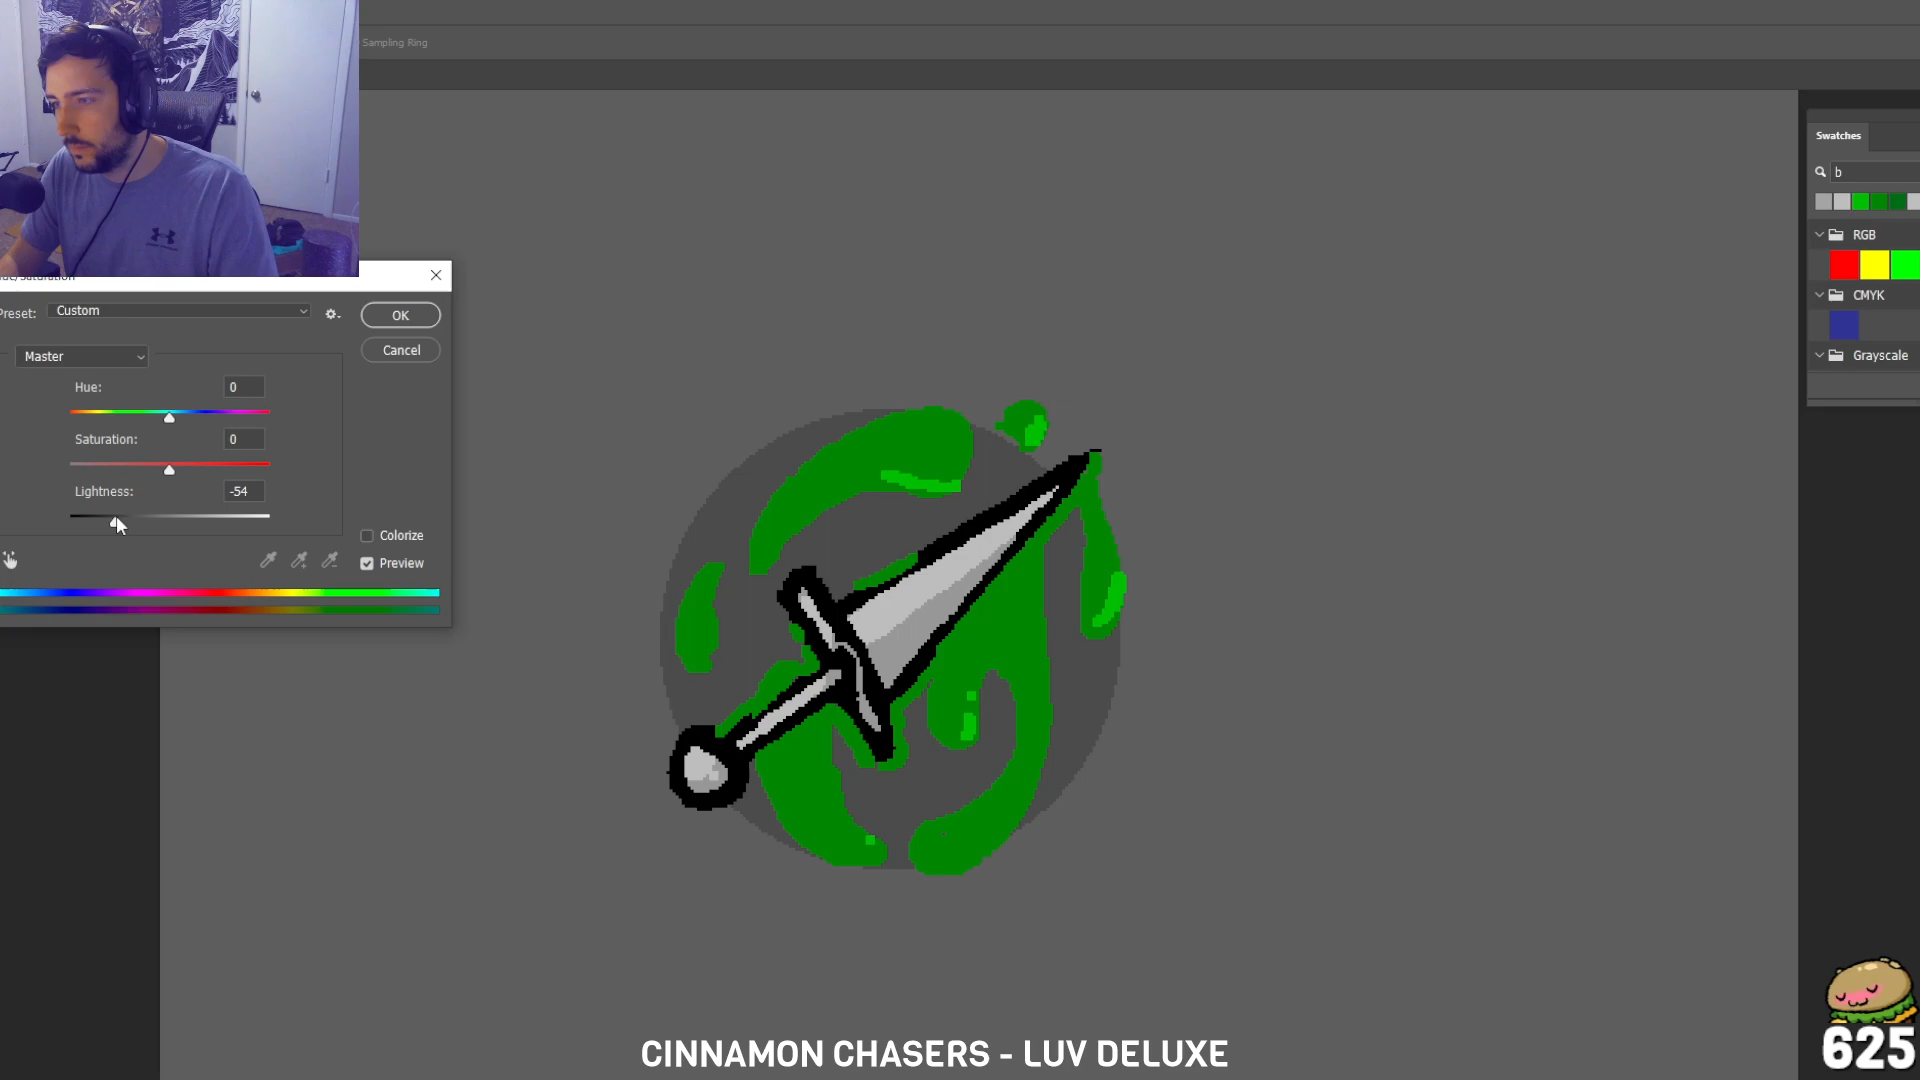 Sampling Ring
Swatches
b
RGB
CMYK
Grayscale
Preset:
Custom
OK
Cancel
Master
Hue:
0
Saturation:
0
Lightness:
-54
Colorize
Preview
CINNAMON CHASERS - LUV DELUXE
625